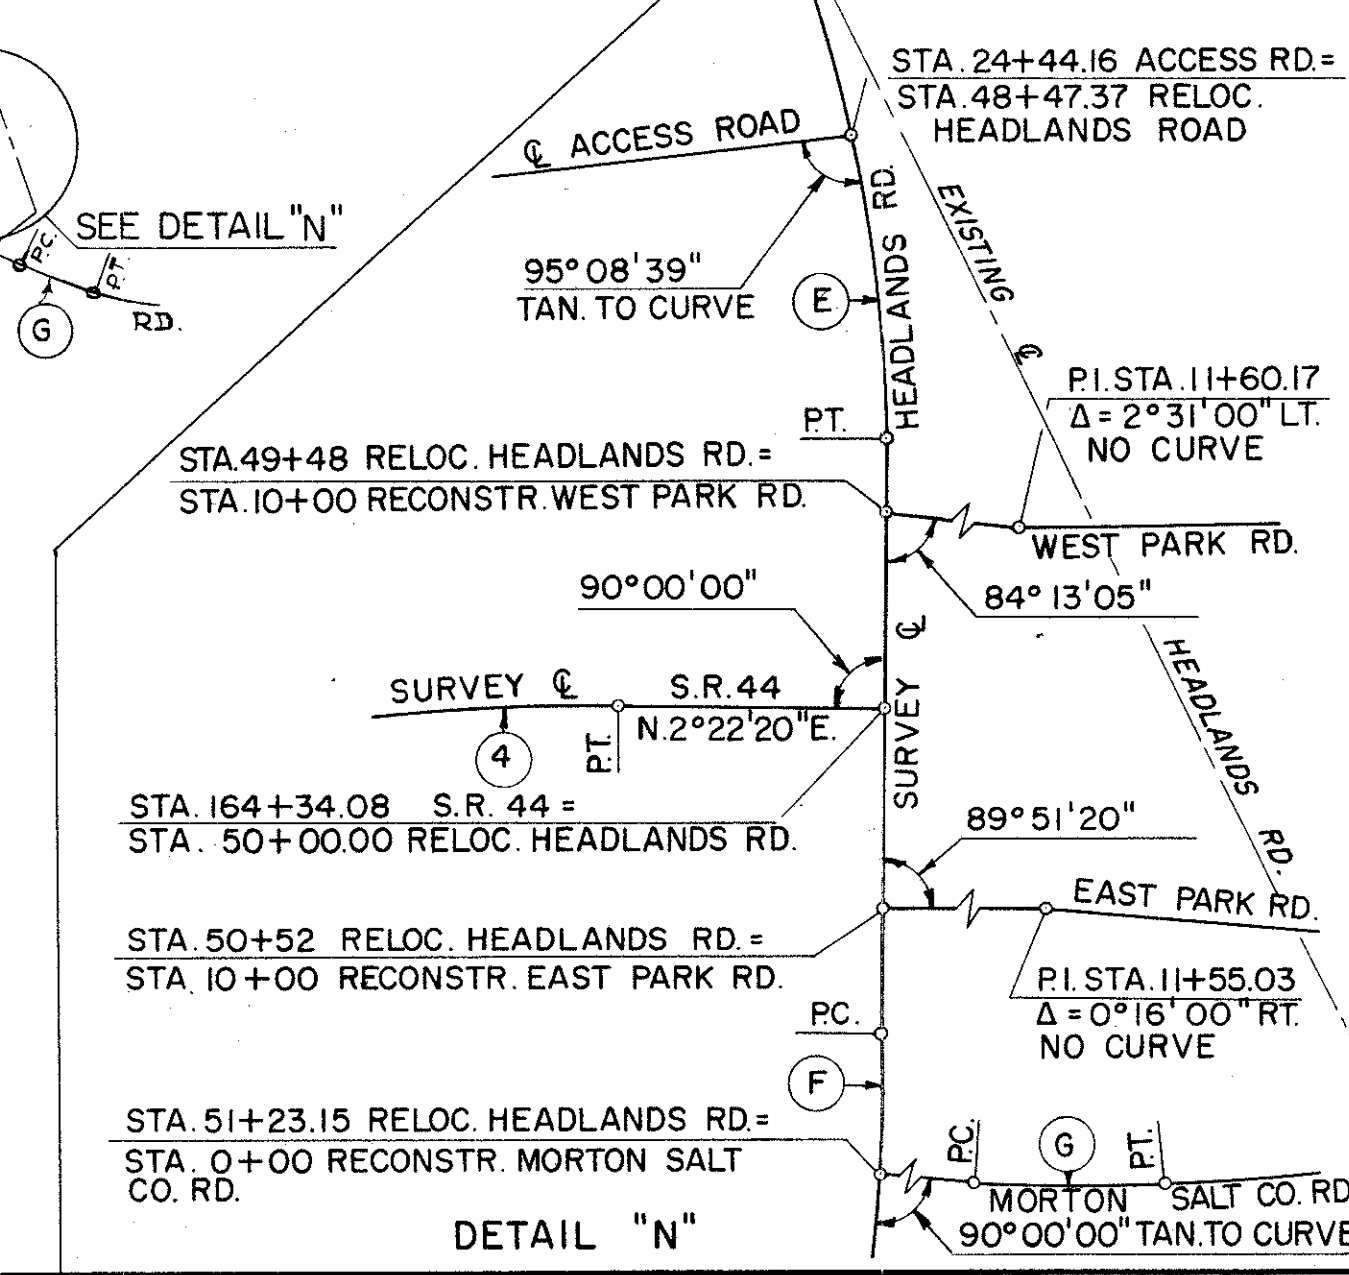 STA. 24+44.16 ACCESS RD.=
STA. 48+47.37 RELOC.
HEADLANDS ROAD
℄ ACCESS ROAD
SEE DETAIL "N"
P.C.
P.T.
G
RD.
95°08'39"
TAN. TO CURVE
E
HEADLANDS RD.
EXISTING ℄
P.I. STA. 11+60.17
Δ = 2°31'00" LT.
NO CURVE
P.T.
STA. 49+48 RELOC. HEADLANDS RD.=
STA. 10+00 RECONSTR. WEST PARK RD.
WEST PARK RD.
90°00'00"
84°13'05"
SURVEY ℄
HEADLANDS RD.
SURVEY ℄ S.R. 44
N.2°22'20"E.
4
P.T.
STA. 164+34.08 S.R. 44 =
STA. 50+00.00 RELOC. HEADLANDS RD.
89°51'20"
EAST PARK RD.
STA. 50+52 RELOC. HEADLANDS RD.=
STA. 10+00 RECONSTR. EAST PARK RD.
P.I. STA. 11+55.03
Δ = 0°16'00" RT.
NO CURVE
P.C.
F
STA. 51+23.15 RELOC. HEADLANDS RD.=
STA. 0+00 RECONSTR. MORTON SALT
CO. RD.
P.C.
G
P.T.
MORTON SALT CO. RD
90°00'00" TAN. TO CURVE
DETAIL "N"